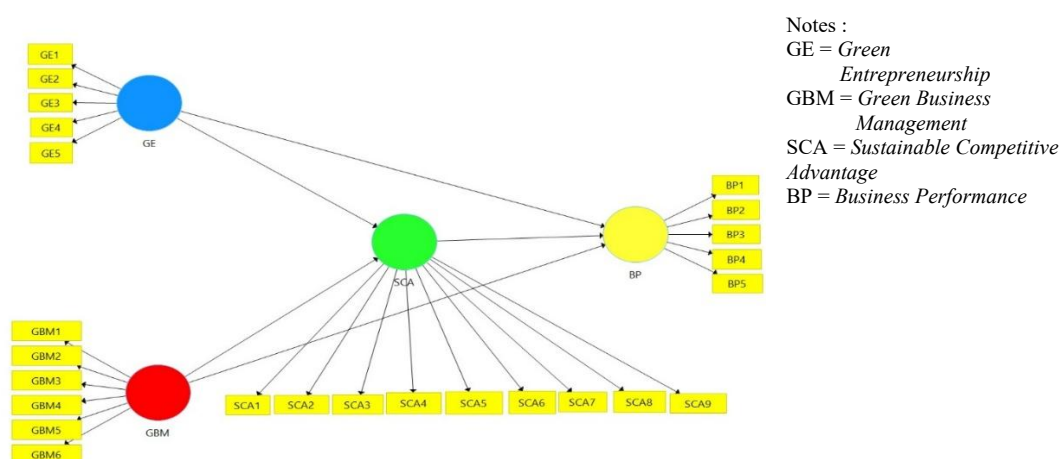 GE1
GE2
GE3
GE4
GE5
GE
GBM1
GBM2
GBM3
GBM4
GBM5
GBM6
GBM
SCA
SCA1
SCA2
SCA3
SCA4
SCA5
SCA6
SCA7
SCA8
SCA9
BP
BP1
BP2
BP3
BP4
BP5
Notes :
GE = Green
Entrepreneurship
GBM = Green Business
Management
SCA = Sustainable Competitive
Advantage
BP = Business Performance